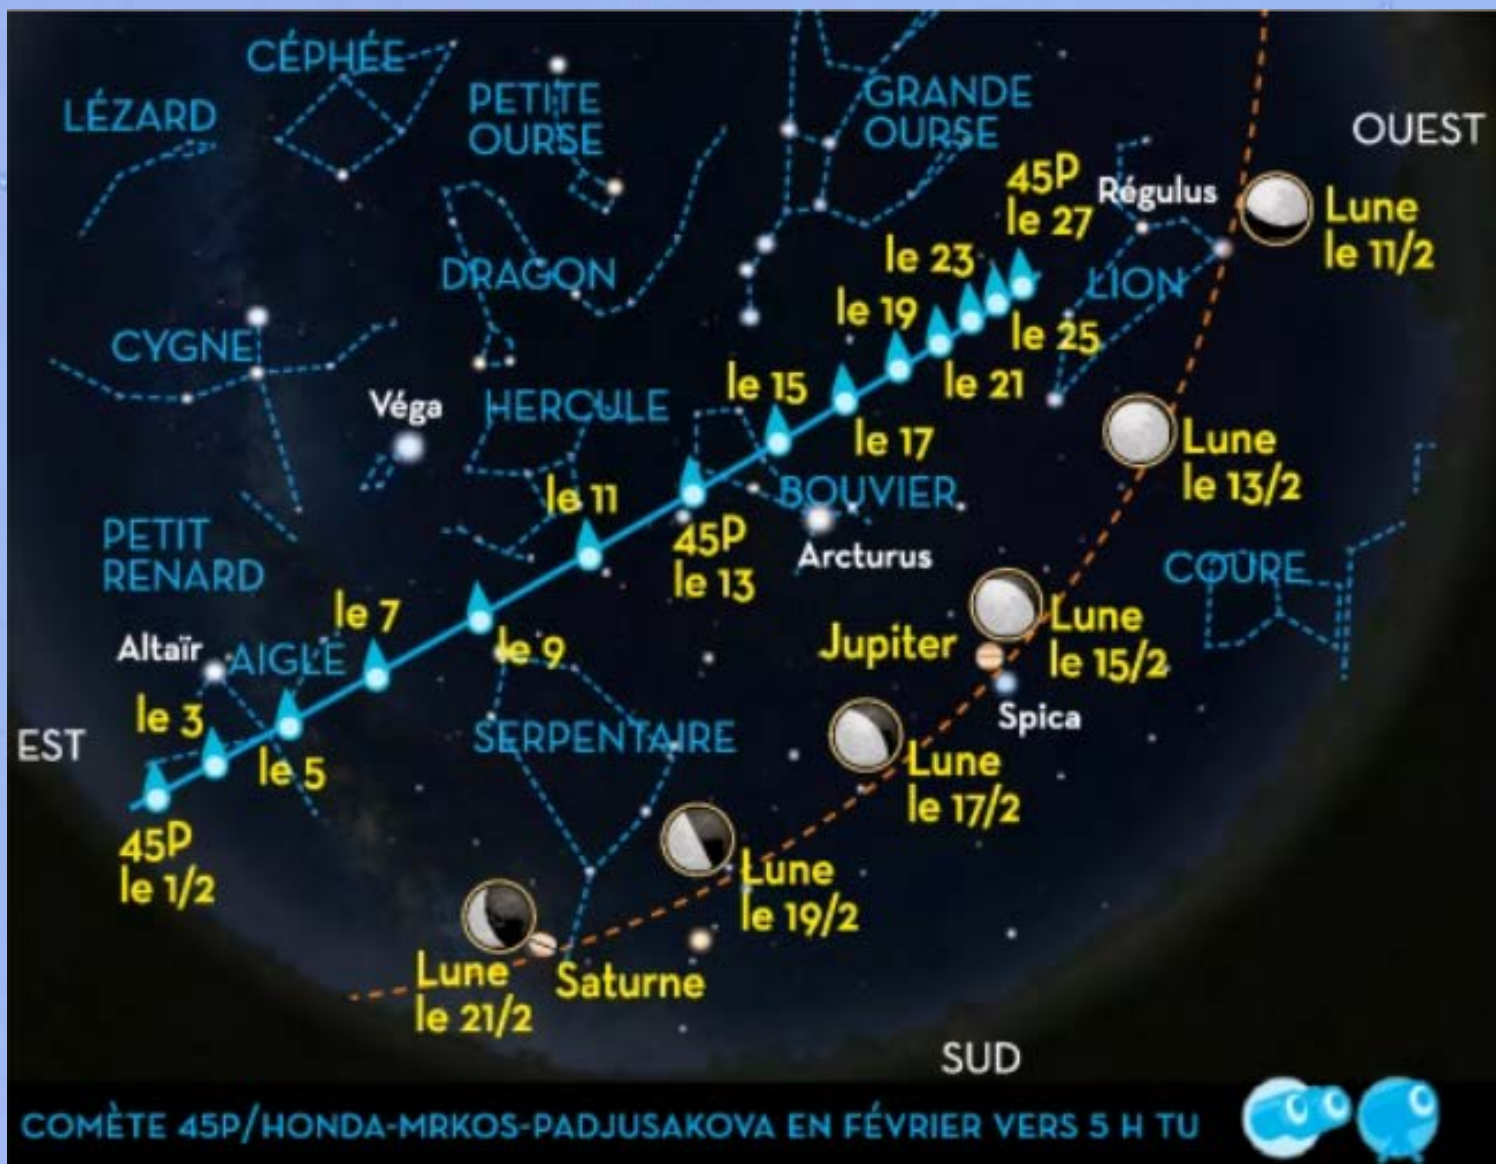 CÉPHÉE
LÉZARD
PETITE
OURSE
GRANDE
OURSE
OUEST
45P
le 27
Régulus
Lune
le 11/2
le 23
DRAGON
LION
le 19
le 25
CYGNE
le 21
le 15
Véga
HERCULE
le 17
Lune
le 13/2
le 11
BOUVIER
45P
le 13
Arcturus
PETIT
RENARD
COUPE
le 7
Lune
le 15/2
Jupiter
Altaïr
AIGLE
le 9
Spica
le 3
EST
le 5
SERPENTAIRE
Lune
le 17/2
45P
le 1/2
Lune
le 19/2
Lune
le 21/2
Saturne
SUD
COMÈTE 45P/HONDA-MRKOS-PADJUSAKOVA EN FÉVRIER VERS 5 H TU